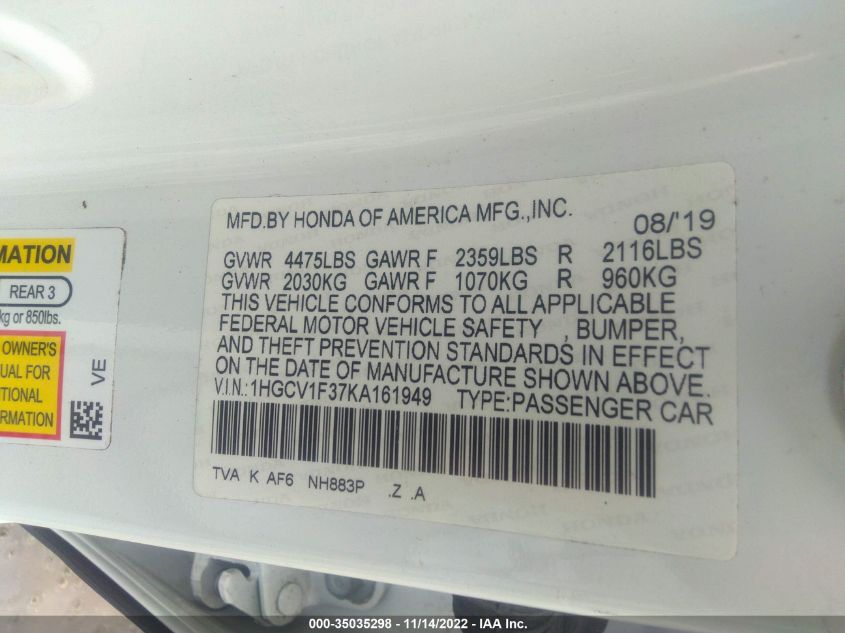 MFD.BY HONDA OF AMERICA MFG.,INC. 08/'19
GVWR 4475LBS GAWR F 2359LBS R 2116LBS
GVWR 2030KG GAWR F 1070KG R 960KG
THIS VEHICLE CONFORMS TO ALL APPLICABLE
FEDERAL MOTOR VEHICLE SAFETY , BUMPER,
AND THEFT PREVENTION STANDARDS IN EFFECT
ON THE DATE OF MANUFACTURE SHOWN ABOVE.
V.I.N.:1HGCV1F37KA161949 TYPE:PASSENGER CAR
TVA K AF6 NH883P .Z .A
MATION
REAR 3
kg or 850lbs.
OWNER'S
UAL FOR
TIONAL
ORMATION
VE
000-35035298 - 11/14/2022 - IAA, Inc.